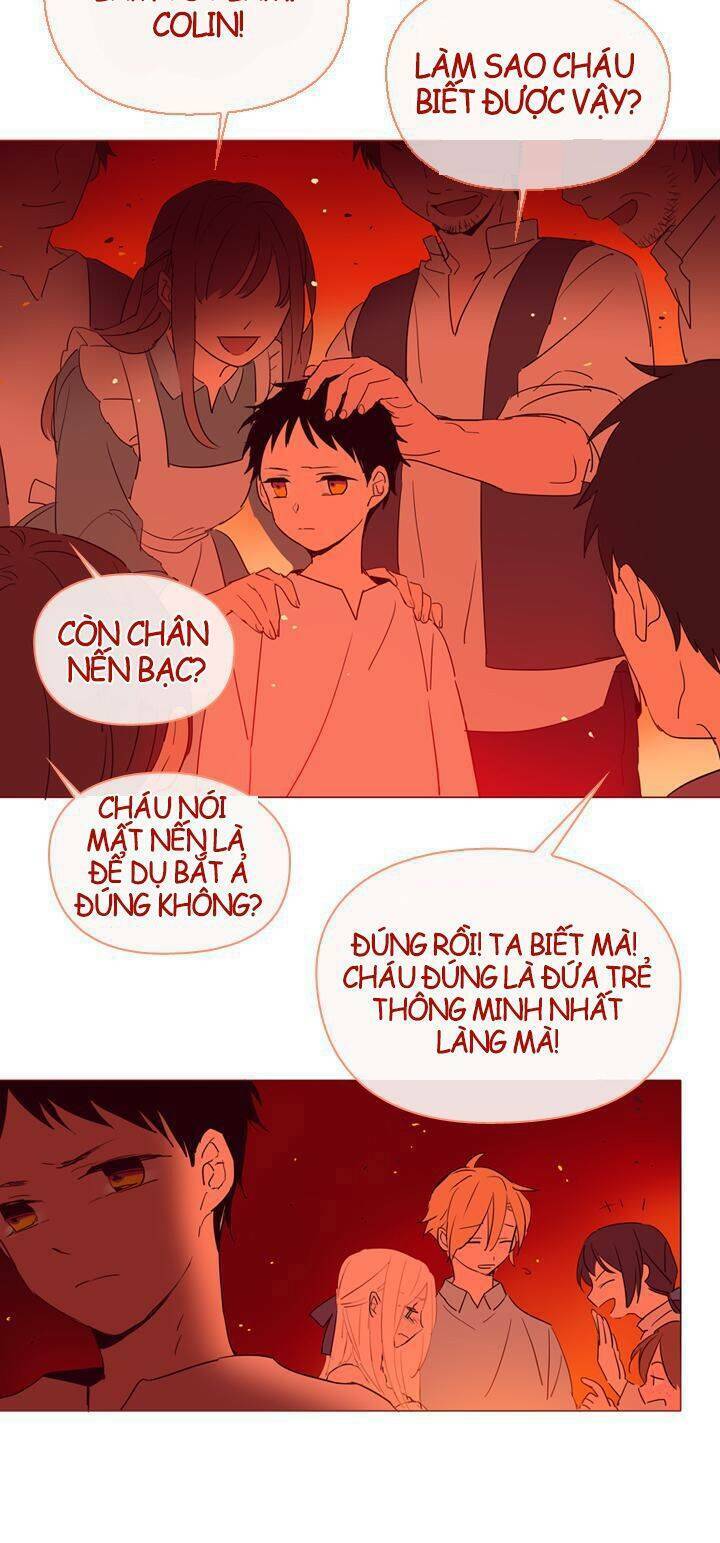 COLIN!
LÀM SAO CHÁU
BIẾT ĐƯỢC VẬY?
CÒN CHÂN
NẾN BẠC?
CHÁU NÓI
MẤT NẾN LÀ
ĐỂ DỤ BẮT Ả
ĐÚNG KHÔNG?
ĐÚNG RỒI! TA BIẾT MÀ!
CHÁU ĐÚNG LÀ ĐỨA TRẺ
THÔNG MINH NHẤT
LÀNG MÀ!